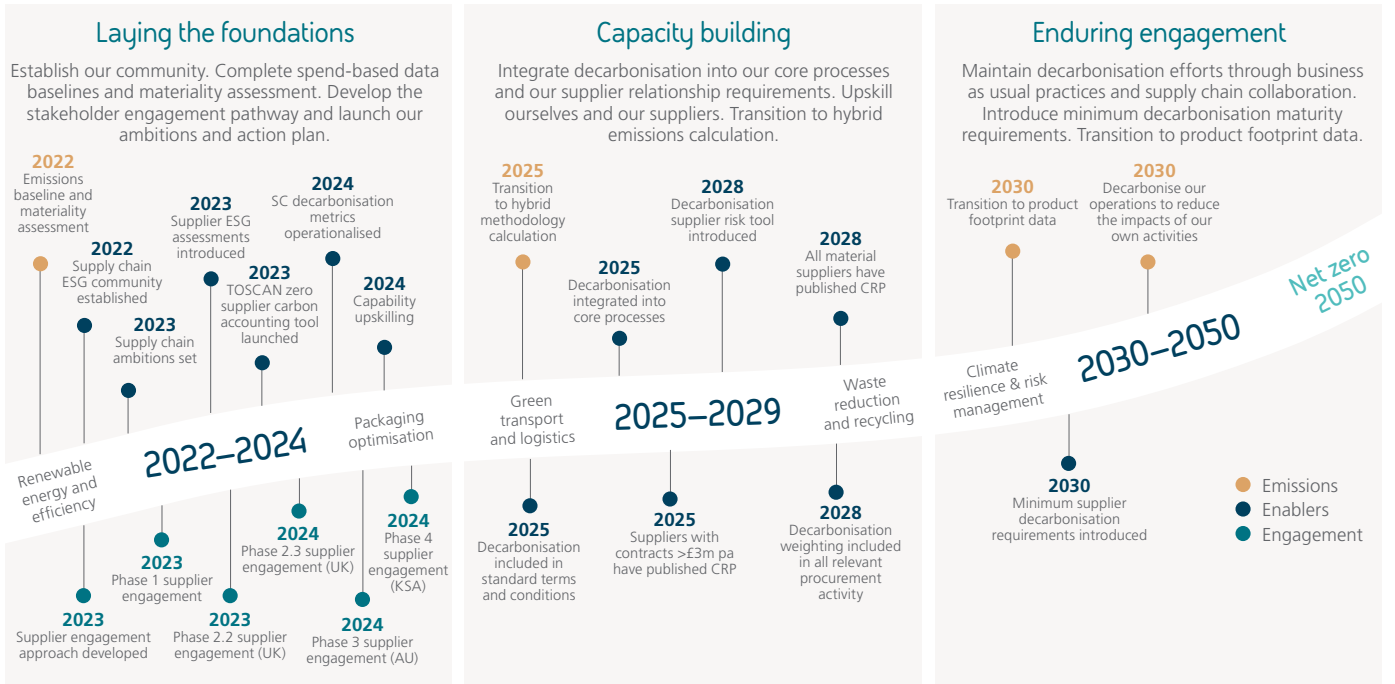 Laying the foundations
Establish our community. Complete spend-based data
baselines and materiality assessment. Develop the
stakeholder engagement pathway and launch our
ambitions and action plan.
2022
Emissions
baseline and
materiality
assessment
2022
Supply chain
ESG community
established
2023
Supply chain
ambitions set
2023
Supplier ESG
assessments
introduced
2023
TOSCAN zero
supplier carbon
accounting tool
launched
2024
SC decarbonisation
metrics
operationalised
2024
Capability
upskilling
Renewable
energy and
efficiency
2022–2024
Packaging
optimisation
2023
Supplier engagement
approach developed
2023
Phase 1 supplier
engagement
2023
Phase 2.2 supplier
engagement (UK)
2024
Phase 2.3 supplier
engagement (UK)
2024
Phase 3 supplier
engagement (AU)
2024
Phase 4
supplier
engagement
(KSA)
Capacity building
Integrate decarbonisation into our core processes
and our supplier relationship requirements. Upskill
ourselves and our suppliers. Transition to hybrid
emissions calculation.
2025
Transition
to hybrid
methodology
calculation
2025
Decarbonisation
integrated into
core processes
2028
Decarbonisation
supplier risk tool
introduced
2028
All material
suppliers have
published CRP
Green
transport
and logistics
2025–2029
Waste
reduction
and recycling
2025
Decarbonisation
included in
standard terms
and conditions
2025
Suppliers with
contracts >£3m pa
have published CRP
2028
Decarbonisation
weighting included
in all relevant
procurement
activity
Enduring engagement
Maintain decarbonisation efforts through business
as usual practices and supply chain collaboration.
Introduce minimum decarbonisation maturity
requirements. Transition to product footprint data.
2030
Transition to product
footprint data
2030
Decarbonise our
operations to reduce
the impacts of our
own activities
Climate
resilience & risk
management
2030–2050
Net zero
2050
2030
Minimum supplier
decarbonisation
requirements introduced
Emissions
Enablers
Engagement